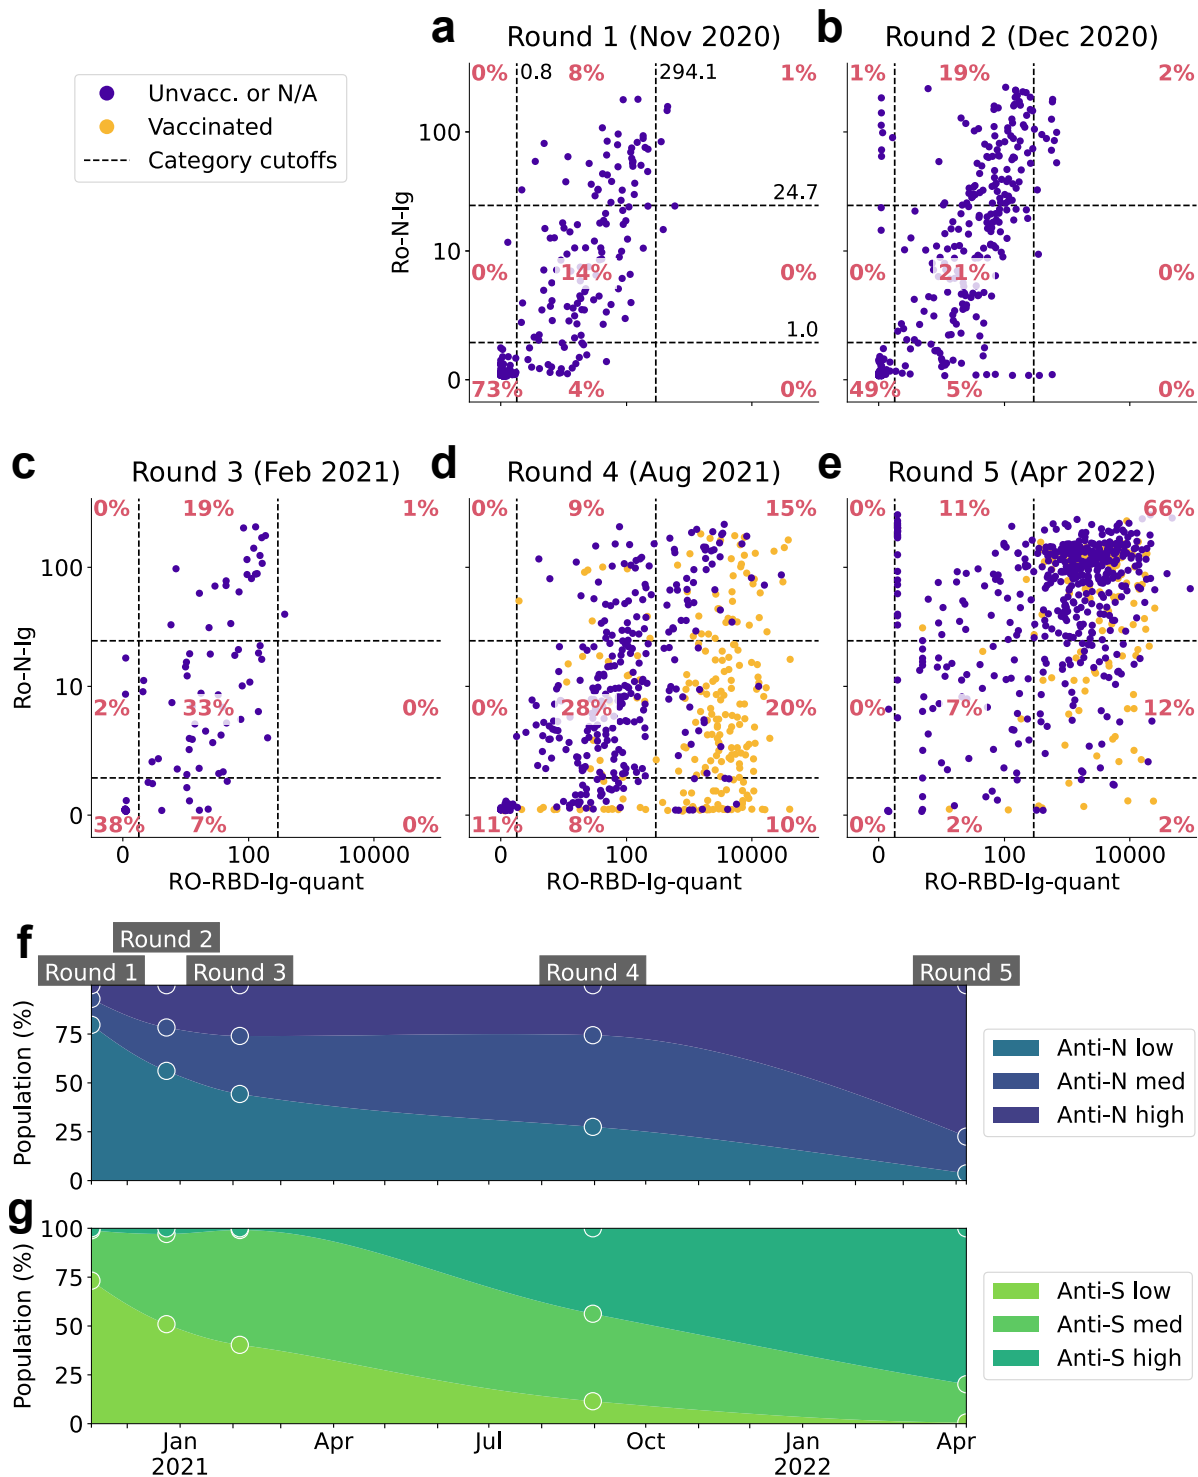 a Round 1 (Nov 2020)
b Round 2 (Dec 2020)
Unvacc. or N/A
Vaccinated
Category cutoffs
0% 0.8 8% 294.1 1%
1% 19% 2%
100
24.7
Ro-N-Ig
10
0% 14% 0%
0% 21% 0%
1.0
0
73% 4% 0%
49% 5% 0%
c Round 3 (Feb 2021)
d Round 4 (Aug 2021)
e Round 5 (Apr 2022)
0% 19% 1%
0% 9% 15%
0% 11% 66%
100
Ro-N-Ig
10
2% 33% 0%
0% 28% 20%
0% 7% 12%
0
38% 7% 0%
11% 8% 10%
0% 2% 2%
0 100 10000
0 100 10000
0 100 10000
RO-RBD-Ig-quant
RO-RBD-Ig-quant
RO-RBD-Ig-quant
f
Round 2
Round 1 Round 3 Round 4 Round 5
Population (%)
75
50
25
0
Anti-N low
Anti-N med
Anti-N high
g
Population (%)
100
75
50
25
0
Anti-S low
Anti-S med
Anti-S high
Jan Apr Jul Oct Jan Apr
2021 2022